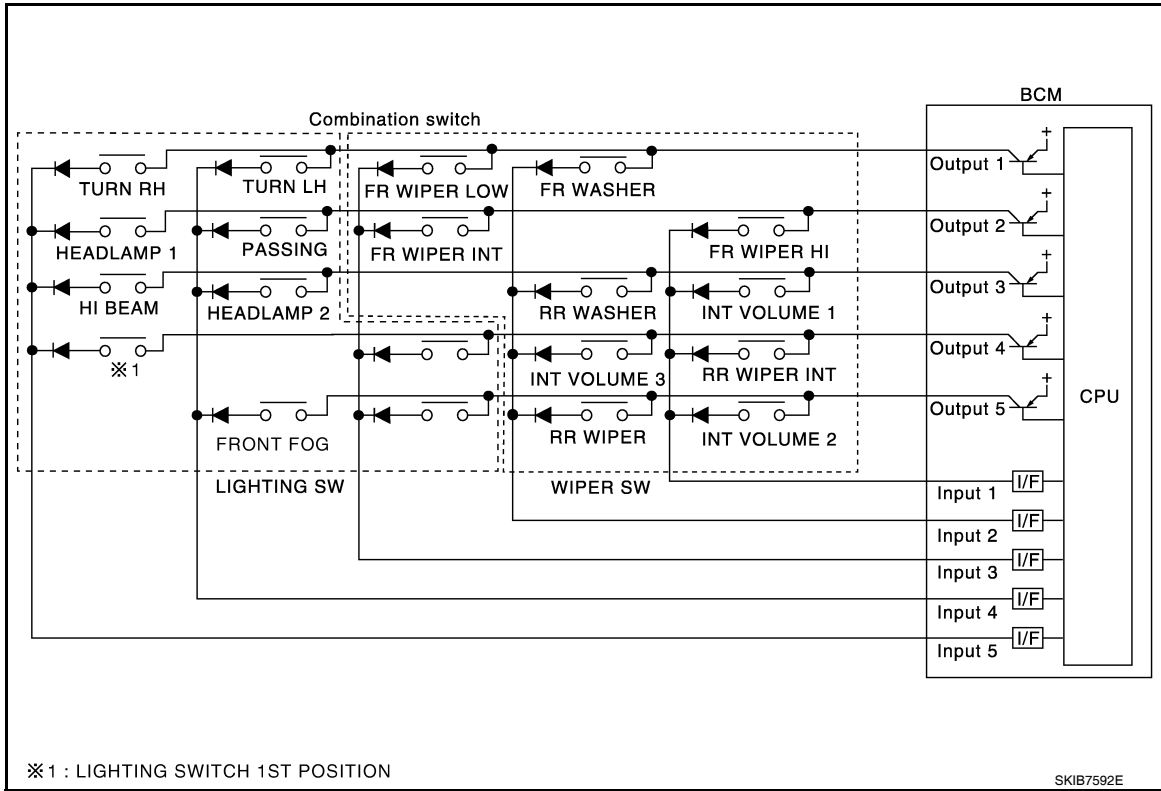 BCM
Combination switch
+
Output 1
TURN RH
TURN LH
FR WIPER LOW
FR WASHER
+
Output 2
HEADLAMP 1
PASSING
FR WIPER INT
FR WIPER HI
+
Output 3
HI BEAM
HEADLAMP 2
RR WASHER
INT VOLUME 1
+
Output 4
※1
INT VOLUME 3
RR WIPER INT
+
Output 5
CPU
FRONT FOG
RR WIPER
INT VOLUME 2
LIGHTING SW
WIPER SW
Input 1
I/F
Input 2
I/F
Input 3
I/F
Input 4
I/F
Input 5
I/F
※1 : LIGHTING SWITCH 1ST POSITION
SKIB7592E